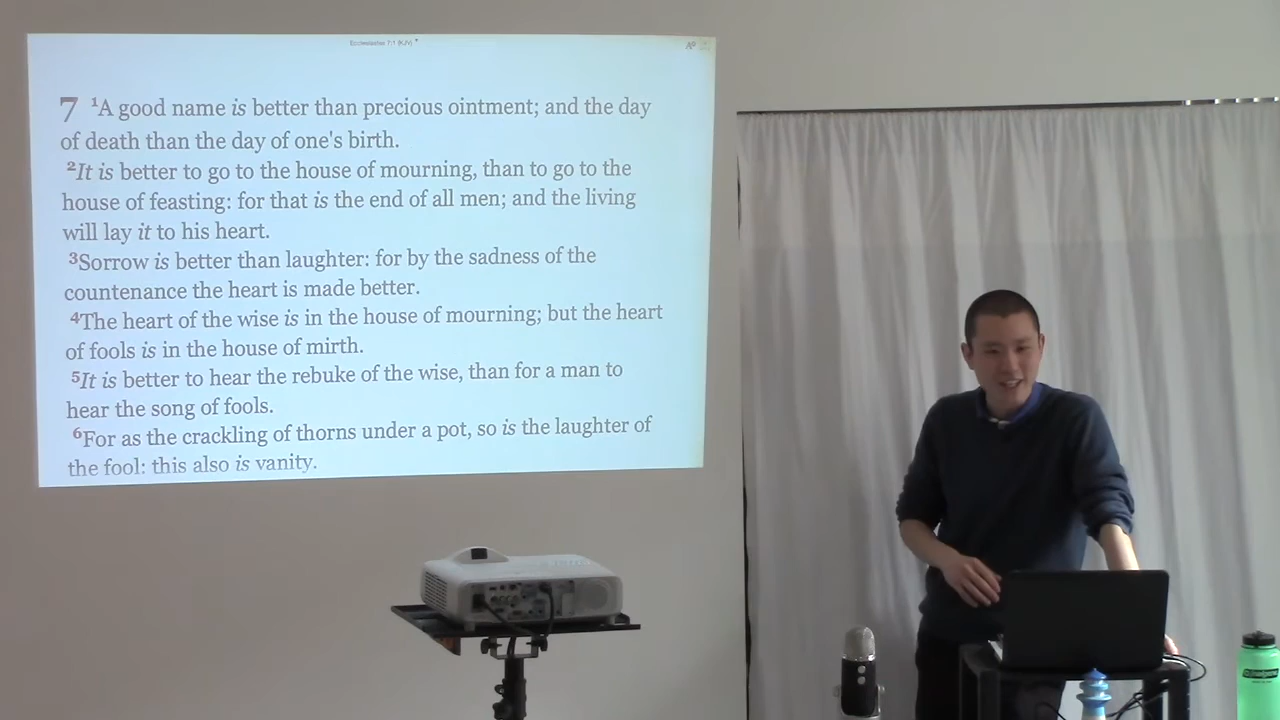 Ecclesiastes 7:1 (KJV)
7 1A good name is better than precious ointment; and the day
of death than the day of one's birth.
2It is better to go to the house of mourning, than to go to the
house of feasting: for that is the end of all men; and the living
will lay it to his heart.
3Sorrow is better than laughter: for by the sadness of the
countenance the heart is made better.
4The heart of the wise is in the house of mourning; but the heart
of fools is in the house of mirth.
5It is better to hear the rebuke of the wise, than for a man to
hear the song of fools.
6For as the crackling of thorns under a pot, so is the laughter of
the fool: this also is vanity.